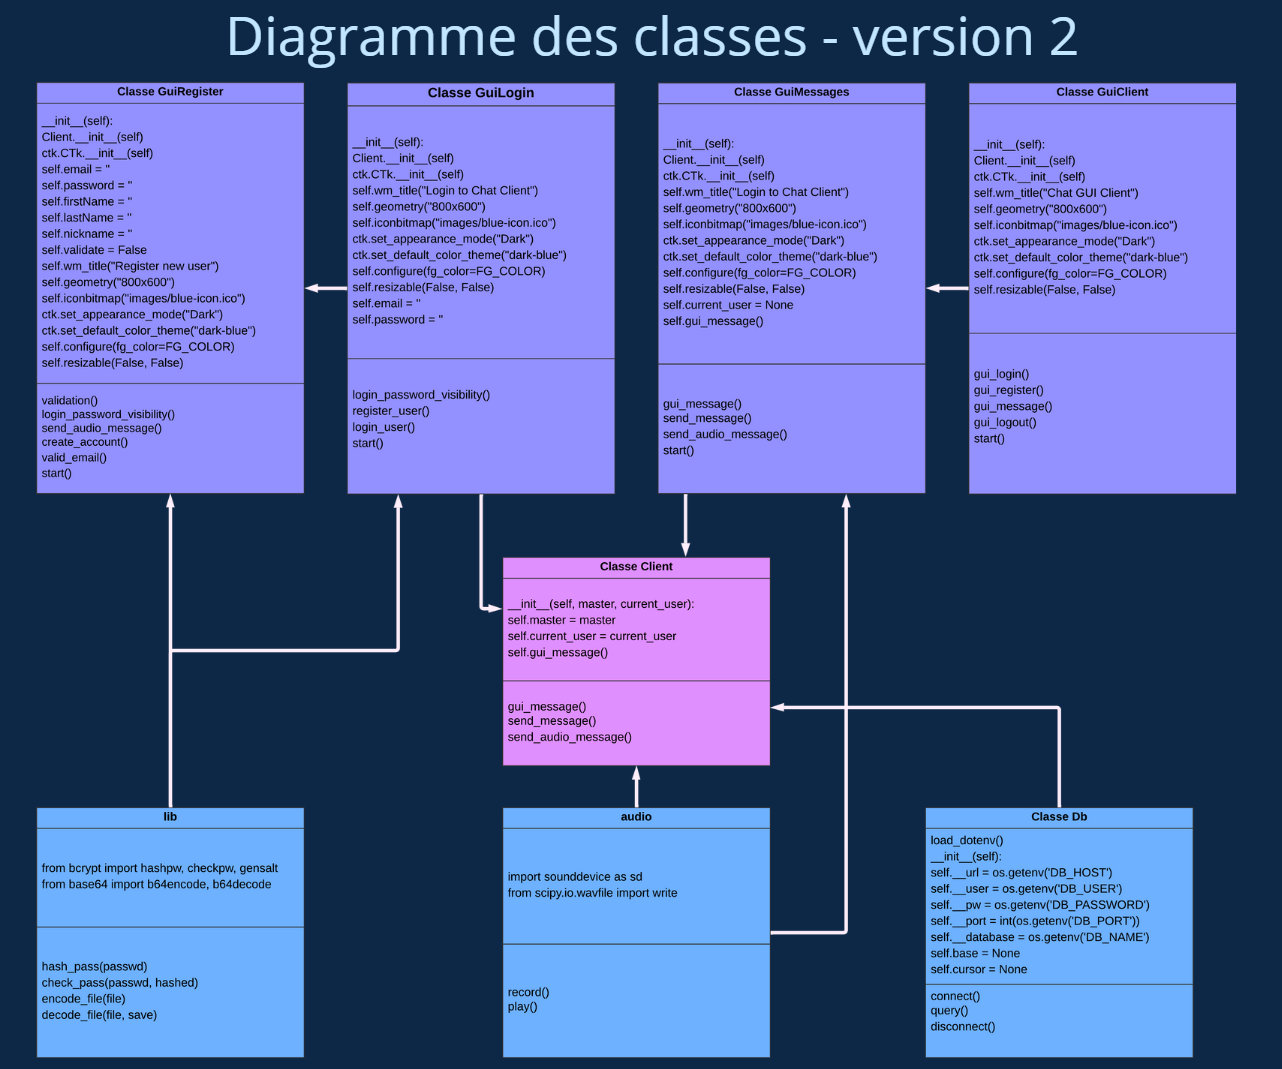 Diagramme des classes - version 2
Classe GuiRegister
__init__(self):
Client.__init__(self)
ctk.CTk.__init__(self)
self.email = ''
self.password = ''
self.firstName = ''
self.lastName = ''
self.nickname = ''
self.validate = False
self.wm_title("Register new user")
self.geometry("800x600")
self.iconbitmap("images/blue-icon.ico")
ctk.set_appearance_mode("Dark")
ctk.set_default_color_theme("dark-blue")
self.configure(fg_color=FG_COLOR)
self.resizable(False, False)
validation()
login_password_visibility()
send_audio_message()
create_account()
valid_email()
start()
Classe GuiLogin
__init__(self):
Client.__init__(self)
ctk.CTk.__init__(self)
self.wm_title("Login to Chat Client")
self.geometry("800x600")
self.iconbitmap("images/blue-icon.ico")
ctk.set_appearance_mode("Dark")
ctk.set_default_color_theme("dark-blue")
self.configure(fg_color=FG_COLOR)
self.resizable(False, False)
self.email = ''
self.password = ''
login_password_visibility()
register_user()
login_user()
start()
Classe GuiMessages
__init__(self):
Client.__init__(self)
ctk.CTk.__init__(self)
self.wm_title("Login to Chat Client")
self.geometry("800x600")
self.iconbitmap("images/blue-icon.ico")
ctk.set_appearance_mode("Dark")
ctk.set_default_color_theme("dark-blue")
self.configure(fg_color=FG_COLOR)
self.resizable(False, False)
self.current_user = None
self.gui_message()
gui_message()
send_message()
send_audio_message()
start()
Classe GuiClient
__init__(self):
Client.__init__(self)
ctk.CTk.__init__(self)
self.wm_title("Chat GUI Client")
self.geometry("800x600")
self.iconbitmap("images/blue-icon.ico")
ctk.set_appearance_mode("Dark")
ctk.set_default_color_theme("dark-blue")
self.configure(fg_color=FG_COLOR)
self.resizable(False, False)
gui_login()
gui_register()
gui_message()
gui_logout()
start()
Classe Client
__init__(self, master, current_user):
self.master = master
self.current_user = current_user
self.gui_message()
gui_message()
send_message()
send_audio_message()
lib
from bcrypt import hashpw, checkpw, gensalt
from base64 import b64encode, b64decode
hash_pass(passwd)
check_pass(passwd, hashed)
encode_file(file)
decode_file(file, save)
audio
import sounddevice as sd
from scipy.io.wavfile import write
record()
play()
Classe Db
load_dotenv()
__init__(self):
self.__url = os.getenv('DB_HOST')
self.__user = os.getenv('DB_USER')
self.__pw = os.getenv('DB_PASSWORD')
self.__port = int(os.getenv('DB_PORT'))
self.__database = os.getenv('DB_NAME')
self.base = None
self.cursor = None
connect()
query()
disconnect()